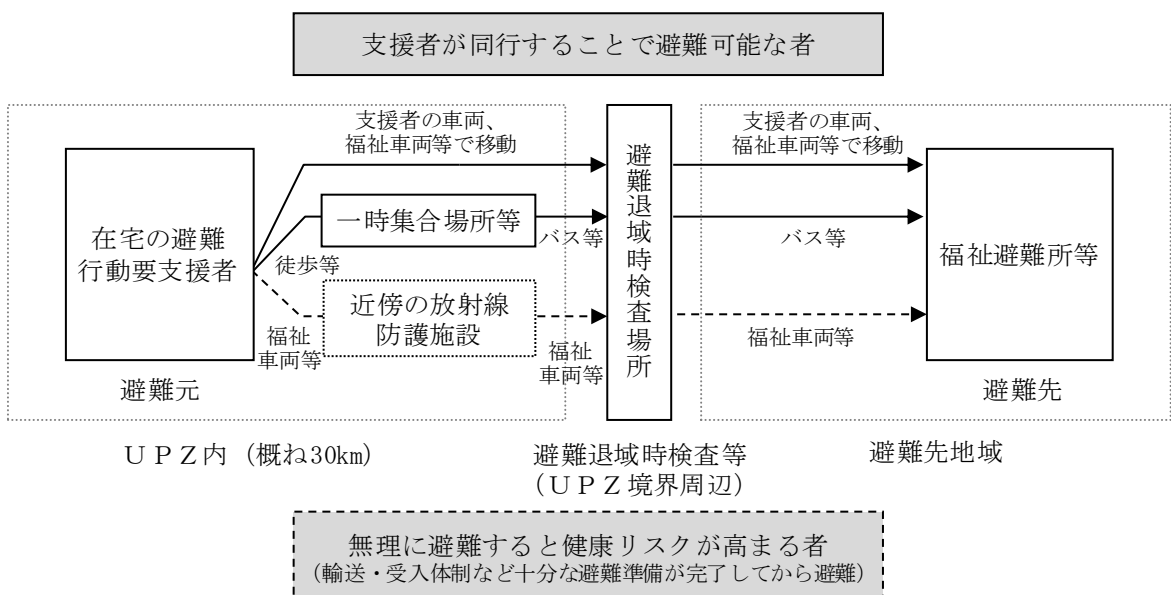 支援者が同行することで避難可能な者
支援者の車両、
福祉車両等で移動
支援者の車両、
福祉車両等で移動
在宅の避難
行動要支援者
一時集合場所等
徒歩等
バス等
近傍の放射線
防護施設
福祉
車両等
福祉
車両等
避難退域時検査場所
バス等
福祉車両等
福祉避難所等
避難元
避難先
ＵＰＺ内（概ね30km）
避難退域時検査等
（ＵＰＺ境界周辺）
避難先地域
無理に避難すると健康リスクが高まる者
（輸送・受入体制など十分な避難準備が完了してから避難）